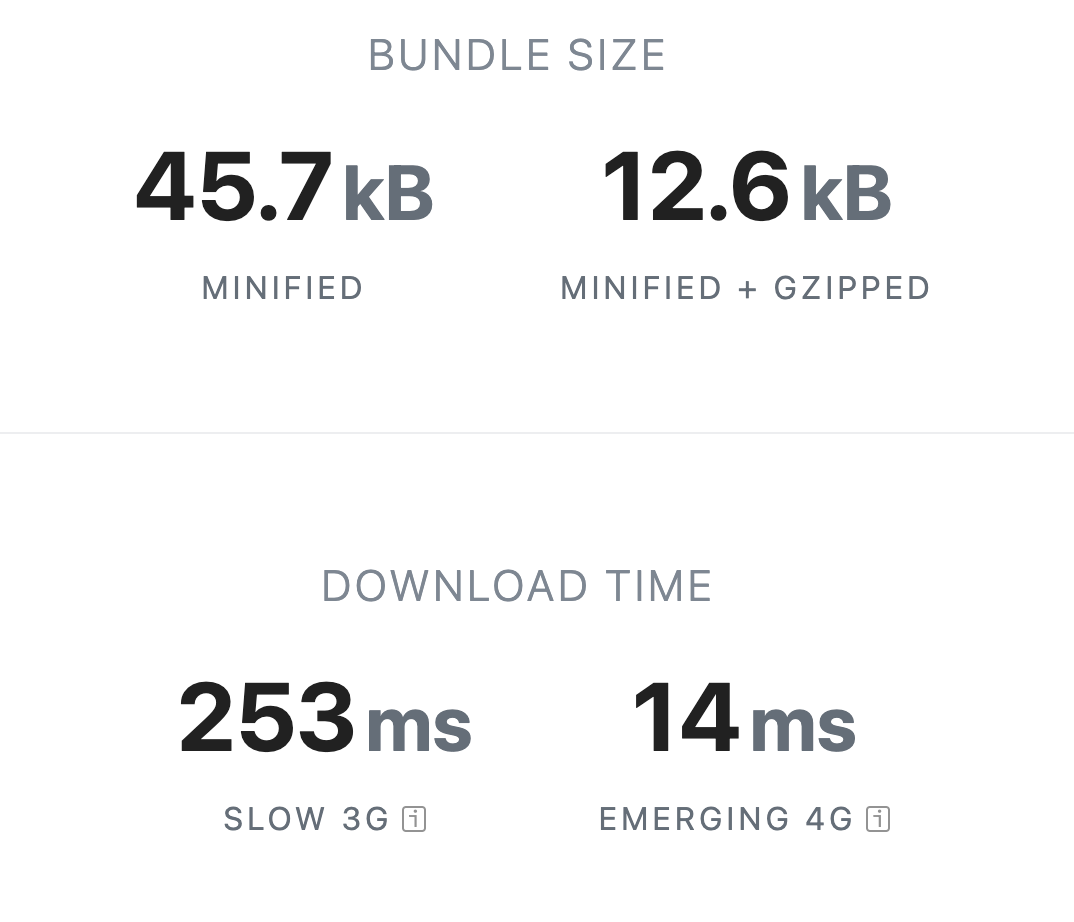 BUNDLE SIZE
45.7 kB 12.6 kB
MINIFIED MINIFIED + GZIPPED
DOWNLOAD TIME
253 ms 14 ms
SLOW 3G i EMERGING 4G i